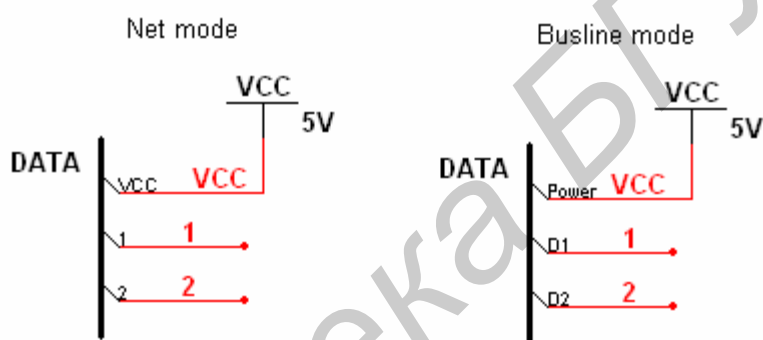 Net mode
VCC
5V
DATA
VCC
VCC
1
1
2
2
Busline mode
VCC
5V
DATA
Power
VCC
D1
1
D2
2